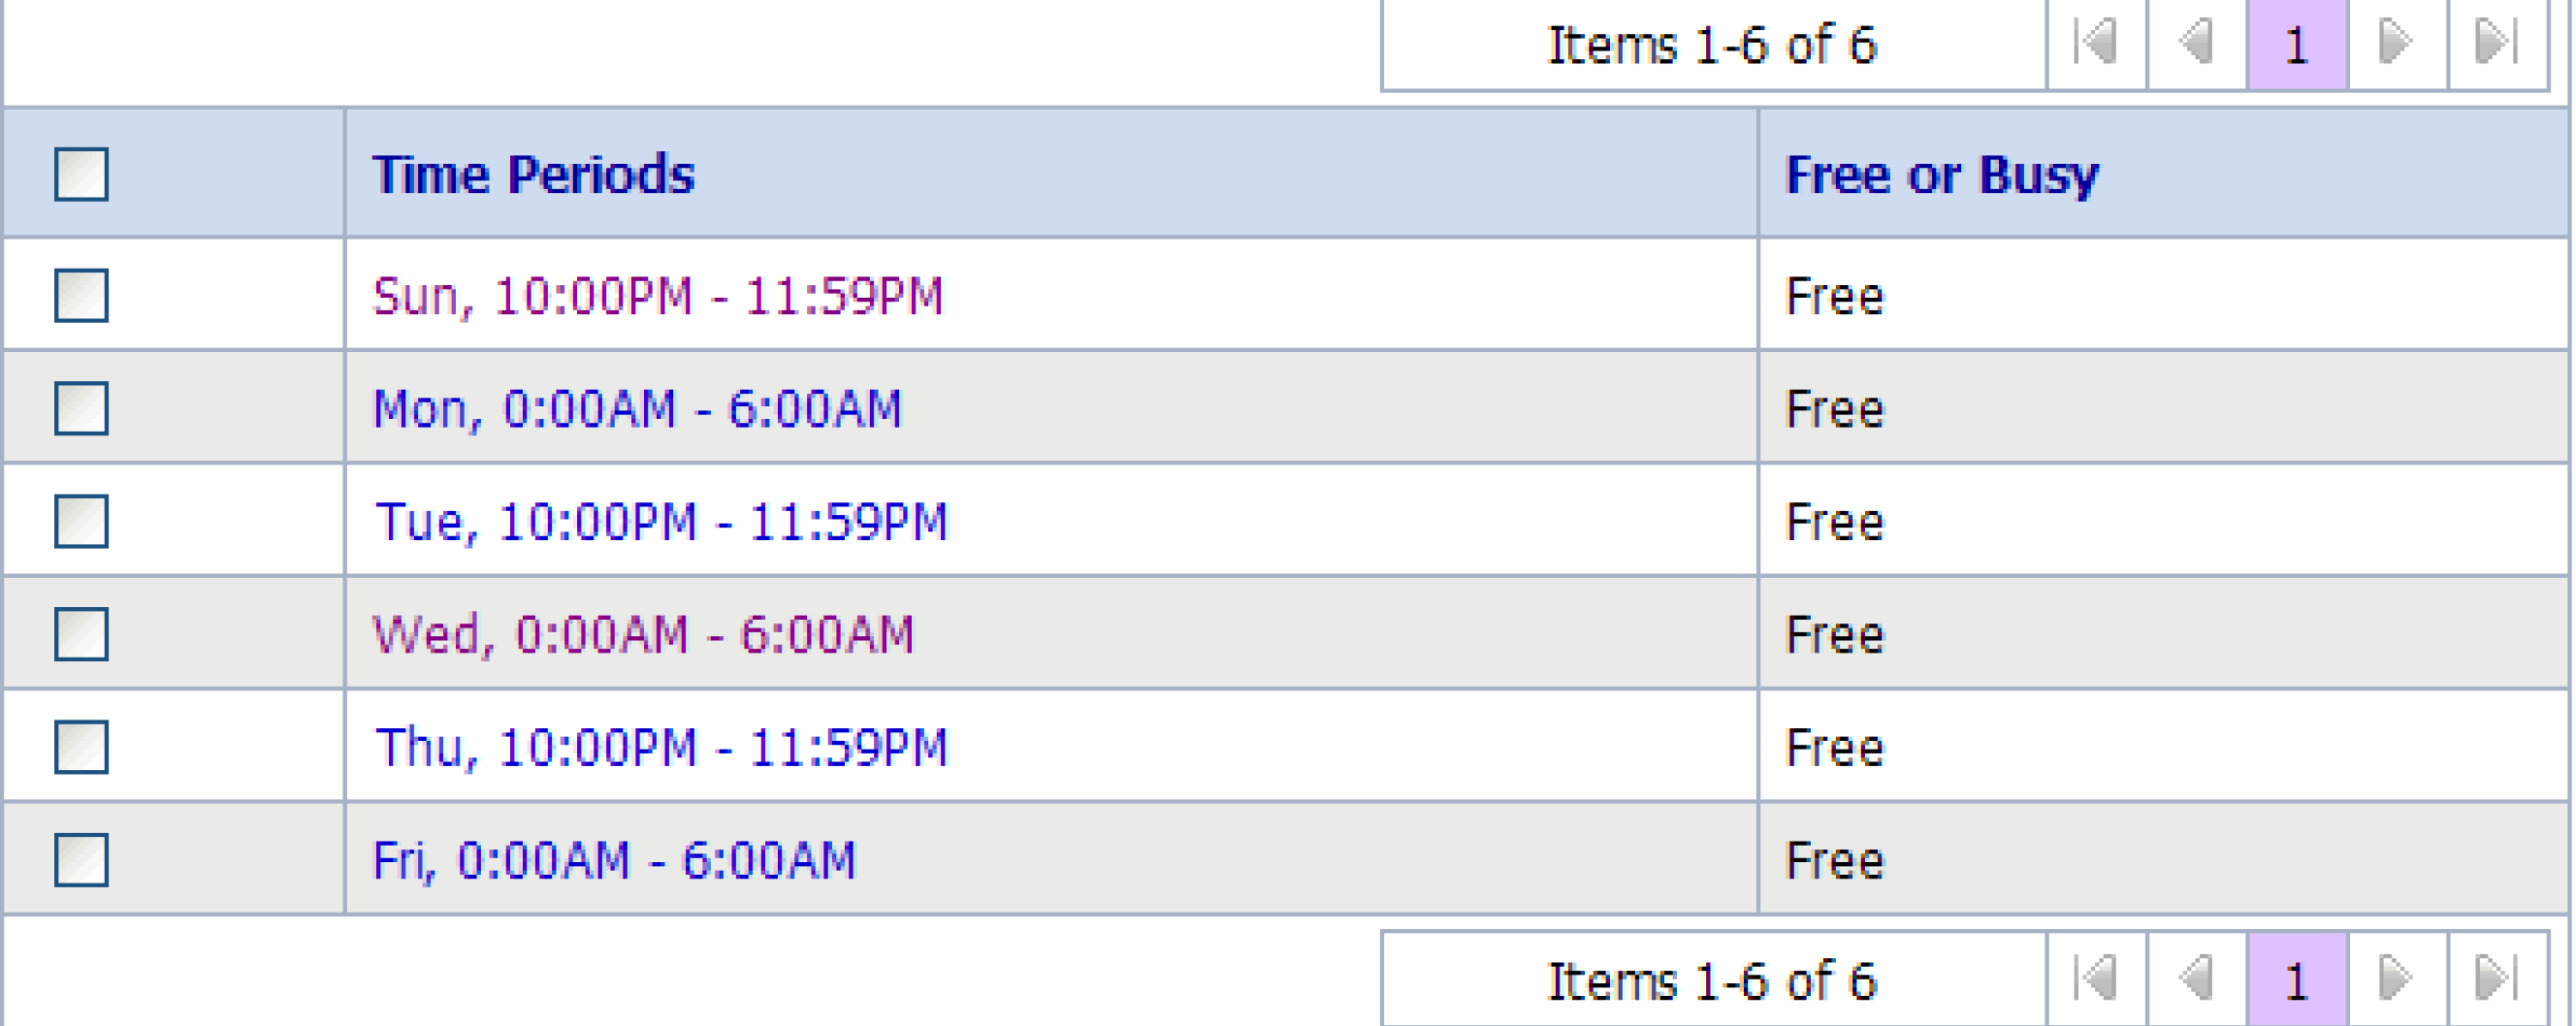 Items 1-6 of 6 1
Time Periods Free or Busy
Sun, 10:00PM - 11:59PM Free
Mon, 0:00AM - 6:00AM Free
Tue, 10:00PM - 11:59PM Free
Wed, 0:00AM - 6:00AM Free
Thu, 10:00PM - 11:59PM Free
Fri, 0:00AM - 6:00AM Free
Items 1-6 of 6 1